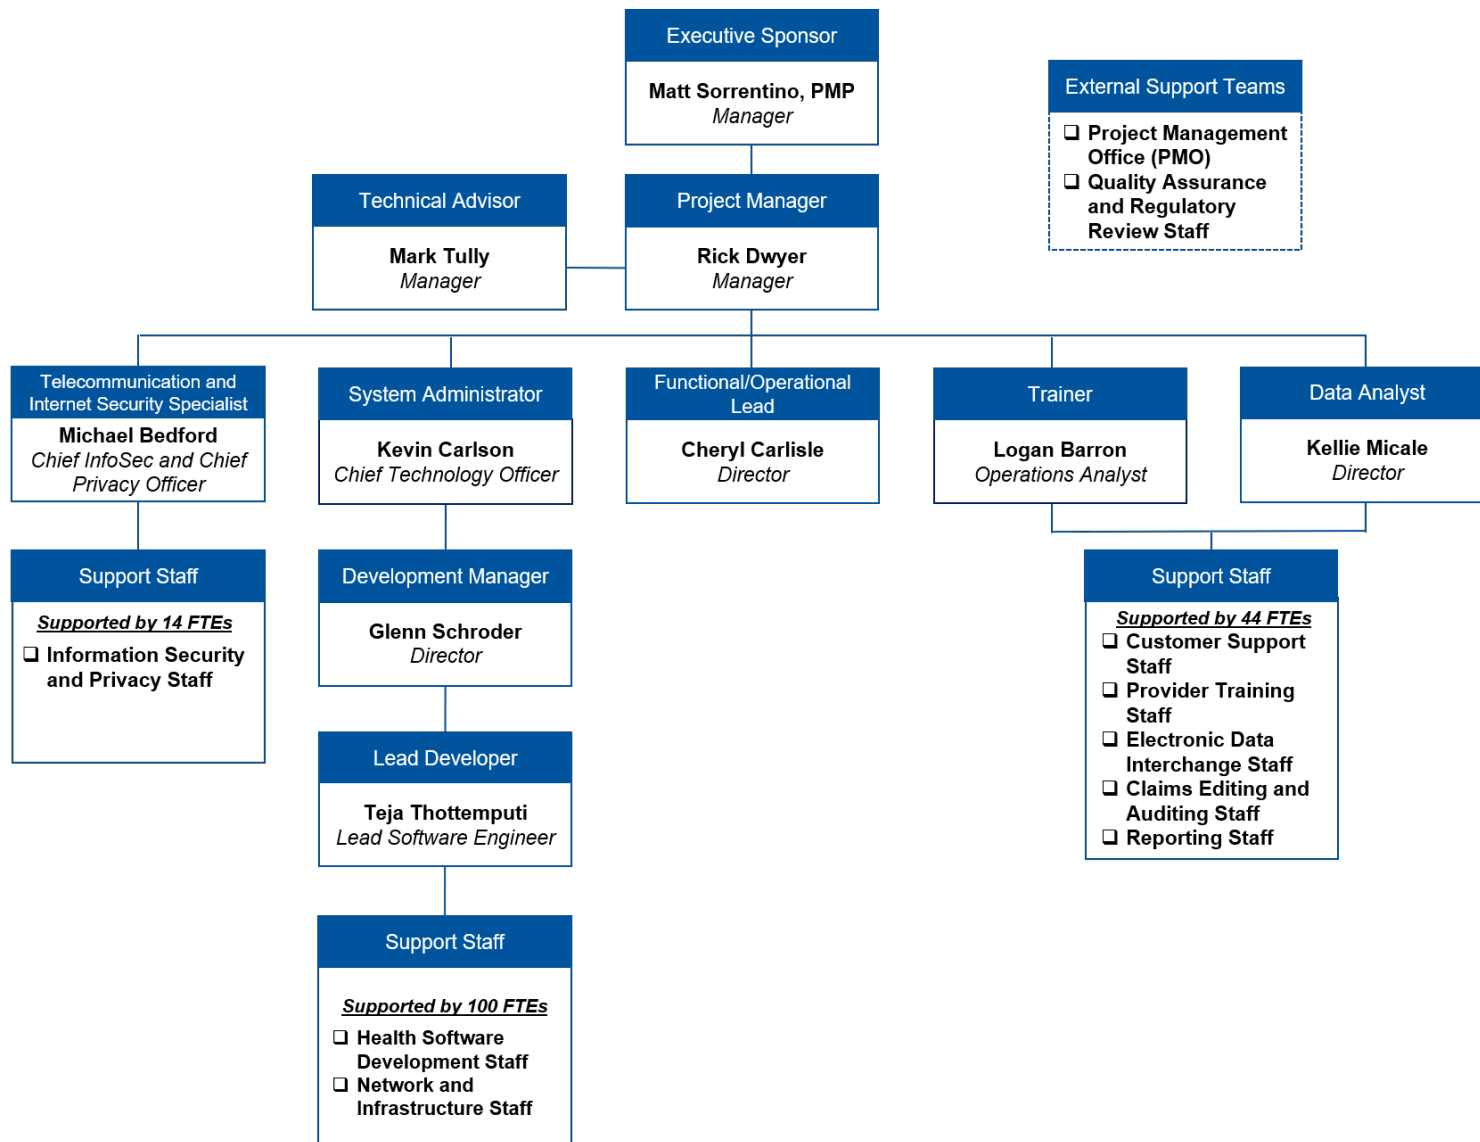 Executive Sponsor
Matt Sorrentino, PMP
Manager
External Support Teams
❑ Project Management
Office (PMO)
❑ Quality Assurance
and Regulatory
Review Staff
Technical Advisor
Mark Tully
Manager
Project Manager
Rick Dwyer
Manager
Telecommunication and
Internet Security Specialist
Michael Bedford
Chief InfoSec and Chief
Privacy Officer
System Administrator
Kevin Carlson
Chief Technology Officer
Functional/Operational
Lead
Cheryl Carlisle
Director
Trainer
Logan Barron
Operations Analyst
Data Analyst
Kellie Micale
Director
Support Staff
Supported by 14 FTEs
❑ Information Security
and Privacy Staff
Development Manager
Glenn Schroder
Director
Support Staff
Supported by 44 FTEs
❑ Customer Support
Staff
❑ Provider Training
Staff
❑ Electronic Data
Interchange Staff
❑ Claims Editing and
Auditing Staff
❑ Reporting Staff
Lead Developer
Teja Thottemputi
Lead Software Engineer
Support Staff
Supported by 100 FTEs
❑ Health Software
Development Staff
❑ Network and
Infrastructure Staff